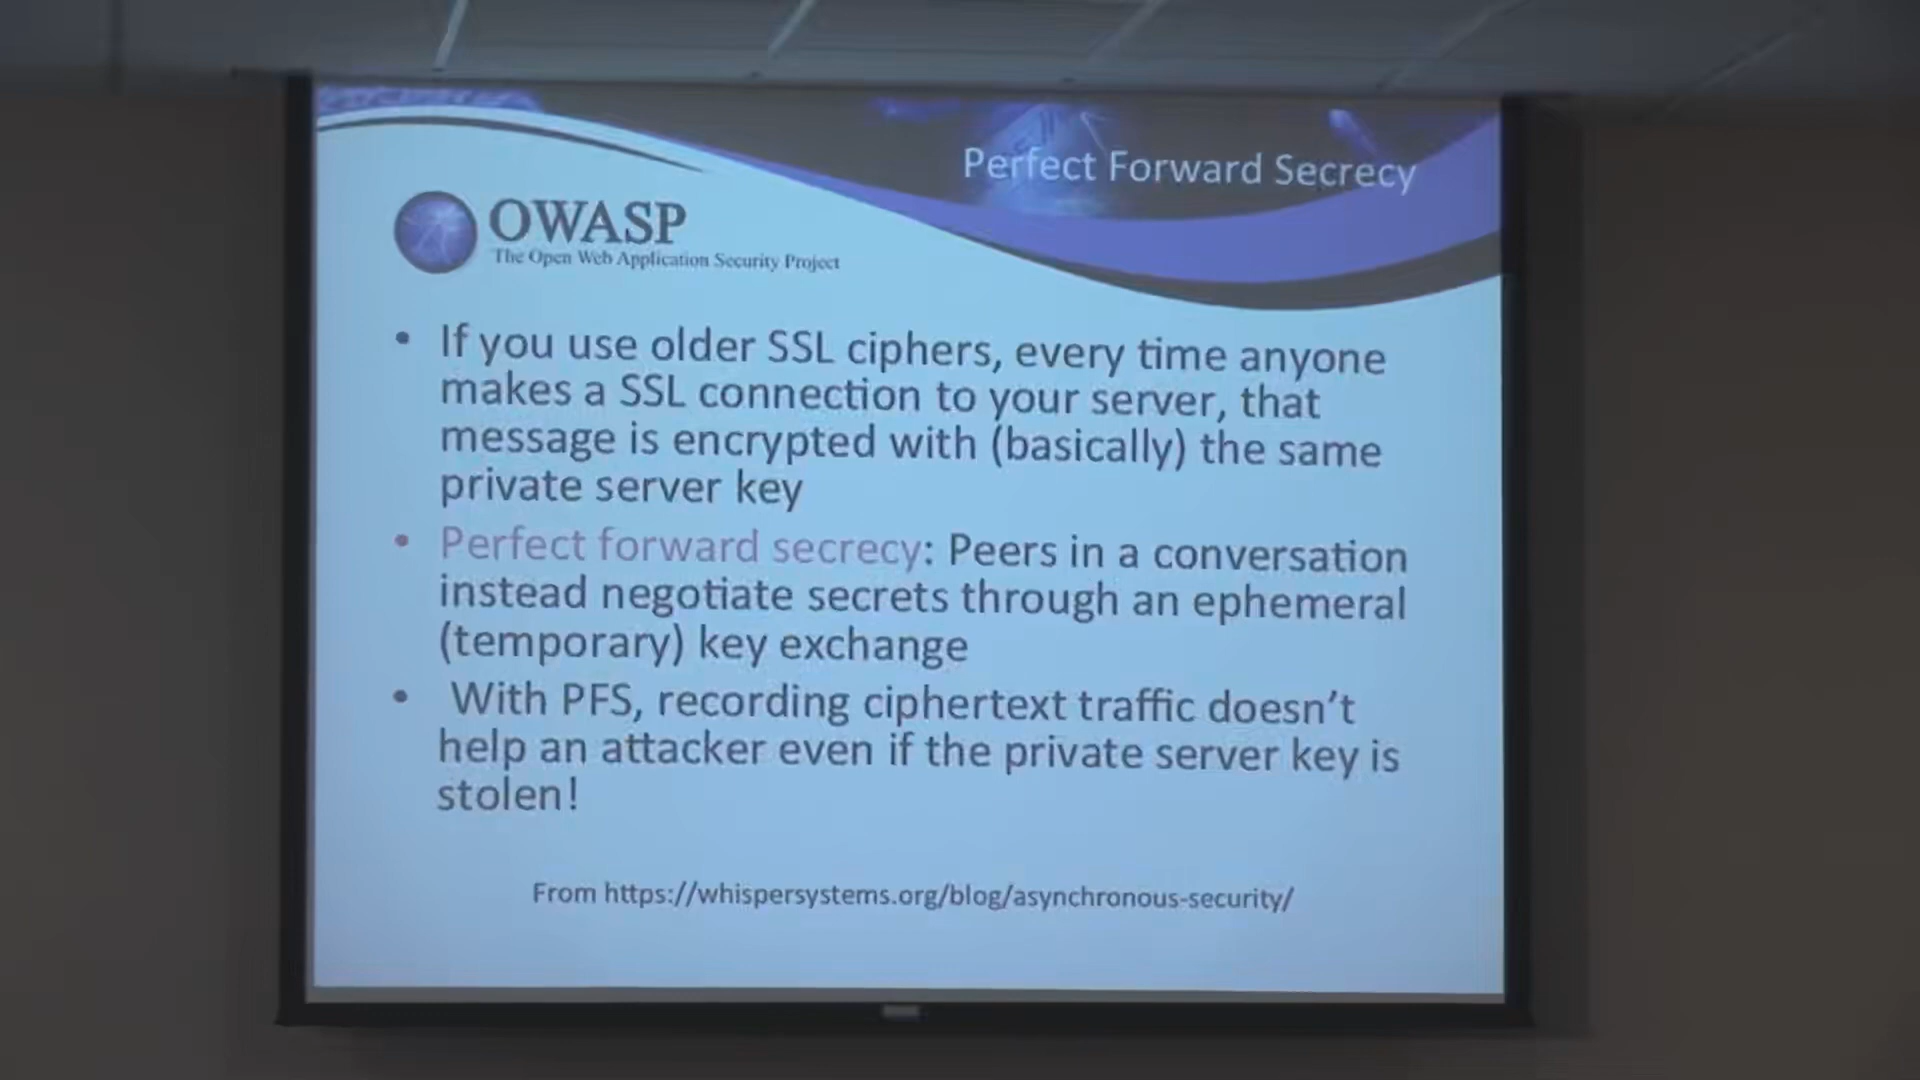 Perfect Forward Secrecy
OWASP
The Open Web Application Security Project
• If you use older SSL ciphers, every time anyone
makes a SSL connection to your server, that
message is encrypted with (basically) the same
private server key
• Perfect forward secrecy: Peers in a conversation
instead negotiate secrets through an ephemeral
(temporary) key exchange
• With PFS, recording ciphertext traffic doesn’t
help an attacker even if the private server key is
stolen!
From https://whispersystems.org/blog/asynchronous-security/